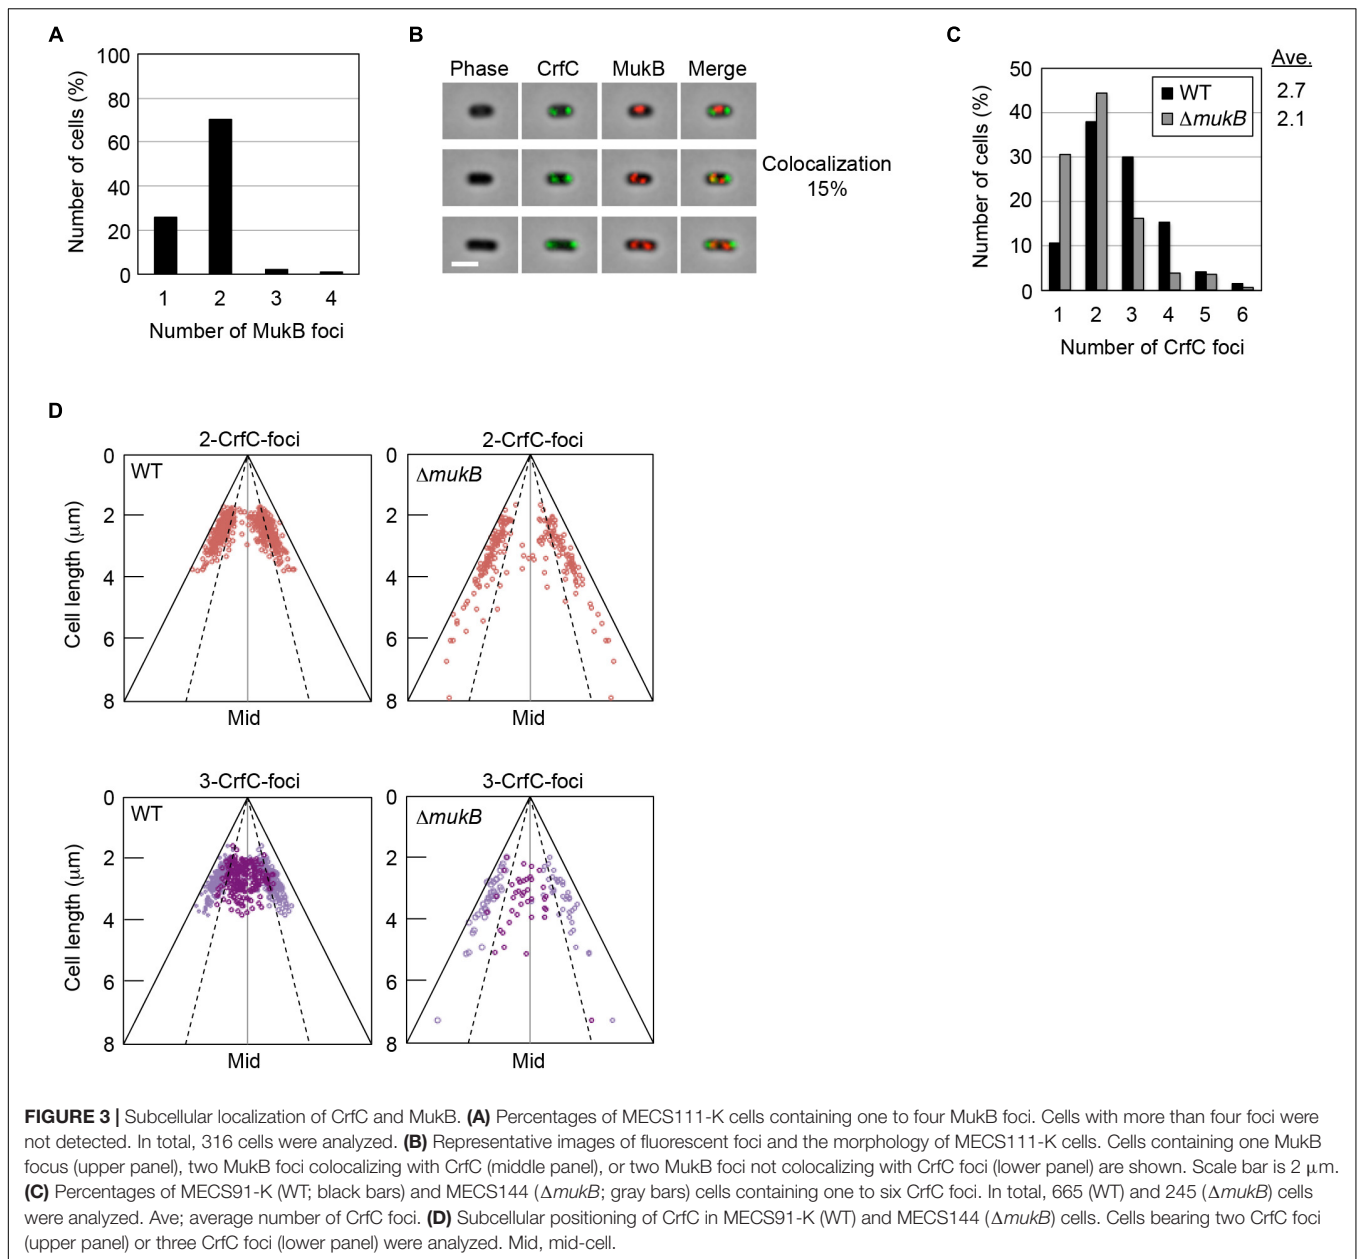 A
Number of cells (%)
100
80
60
40
20
0
1 2 3 4
Number of MukB foci
B
Phase CrfC MukB Merge
Colocalization
15%
C
Number of cells (%)
50
40
30
20
10
0
1 2 3 4 5 6
Number of CrfC foci
WT
ΔmukB
Ave.
2.7
2.1
D
2-CrfC-foci
WT
Cell length (μm)
0
2
4
6
8
Mid
2-CrfC-foci
ΔmukB
0
2
4
6
8
Mid
3-CrfC-foci
WT
Cell length (μm)
0
2
4
6
8
Mid
3-CrfC-foci
ΔmukB
0
2
4
6
8
Mid
FIGURE 3 | Subcellular localization of CrfC and MukB. (A) Percentages of MECS111-K cells containing one to four MukB foci. Cells with more than four foci were
not detected. In total, 316 cells were analyzed. (B) Representative images of fluorescent foci and the morphology of MECS111-K cells. Cells containing one MukB
focus (upper panel), two MukB foci colocalizing with CrfC (middle panel), or two MukB foci not colocalizing with CrfC foci (lower panel) are shown. Scale bar is 2 μm.
(C) Percentages of MECS91-K (WT; black bars) and MECS144 (ΔmukB; gray bars) cells containing one to six CrfC foci. In total, 665 (WT) and 245 (ΔmukB) cells
were analyzed. Ave; average number of CrfC foci. (D) Subcellular positioning of CrfC in MECS91-K (WT) and MECS144 (ΔmukB) cells. Cells bearing two CrfC foci
(upper panel) or three CrfC foci (lower panel) were analyzed. Mid, mid-cell.